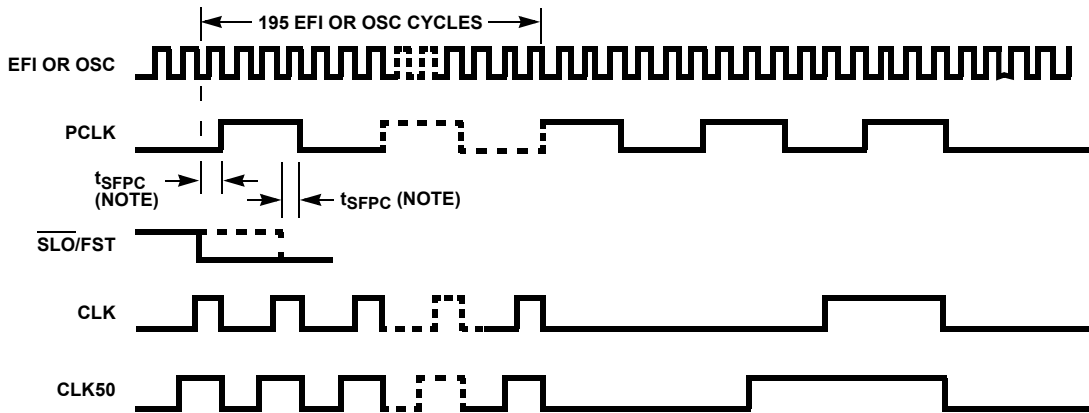 195 EFI OR OSC CYCLES
EFI OR OSC
PCLK
tSFPC
(NOTE)
tSFPC (NOTE)
SLO/FST
CLK
CLK50